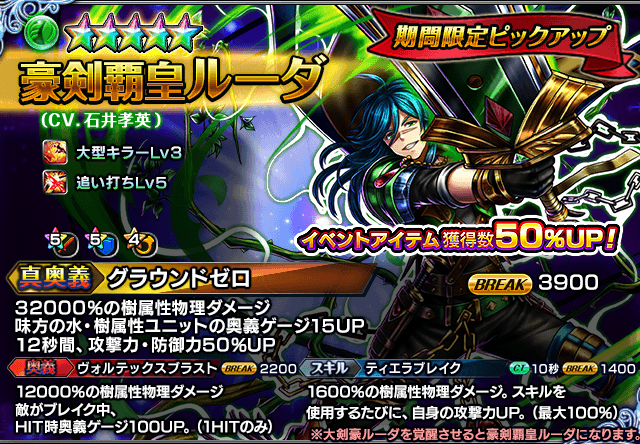 期間限定ピックアップ
豪剣覇皇ルーダ
(CV.石井孝英)
大型キラーLv3
追い打ちLv5
イベントアイテム獲得数50%UP!
5 5 4
真奥義 グラウンドゼロ BREAK 3900
32000%の樹属性物理ダメージ
味方の水・樹属性ユニットの奥義ゲージ15UP
12秒間、攻撃力・防御力50%UP
奥義 ヴォルテックスブラスト BREAK 2200
12000%の樹属性物理ダメージ
敵がブレイク中、
HIT時奥義ゲージ100UP。(1HITのみ)
スキル ティエラブレイク CT 10秒 BREAK 1400
1600%の樹属性物理ダメージ。スキルを
使用するたびに、自身の攻撃力UP。(最大100%)
※大剣豪ルーダを覚醒させると豪剣覇皇ルーダになります